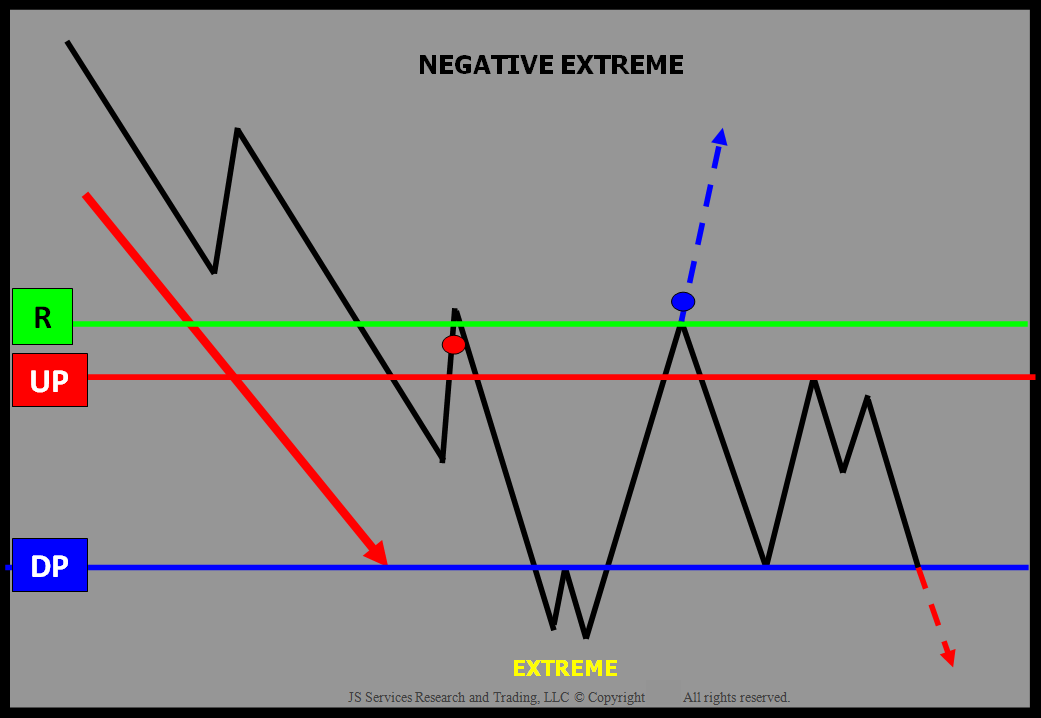 NEGATIVE EXTREME
R
UP
DP
EXTREME
JS Services Research and Trading, LLC © Copyright All rights reserved.